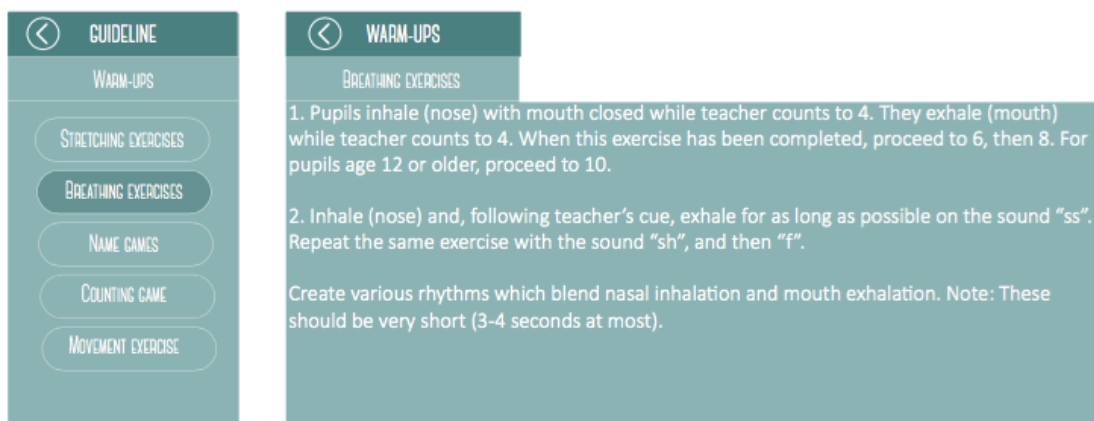 GUIDELINE
WARM-UPS
STRETCHING EXERCISES
BREATHING EXERCISES
NAME GAMES
COUNTING GAME
MOVEMENT EXERCISE
WARM-UPS
BREATHING EXERCISES
1. Pupils inhale (nose) with mouth closed while teacher counts to 4. They exhale (mouth)
while teacher counts to 4. When this exercise has been completed, proceed to 6, then 8. For
pupils age 12 or older, proceed to 10.
2. Inhale (nose) and, following teacher's cue, exhale for as long as possible on the sound “ss”.
Repeat the same exercise with the sound “sh”, and then “f”.
Create various rhythms which blend nasal inhalation and mouth exhalation. Note: These
should be very short (3-4 seconds at most).